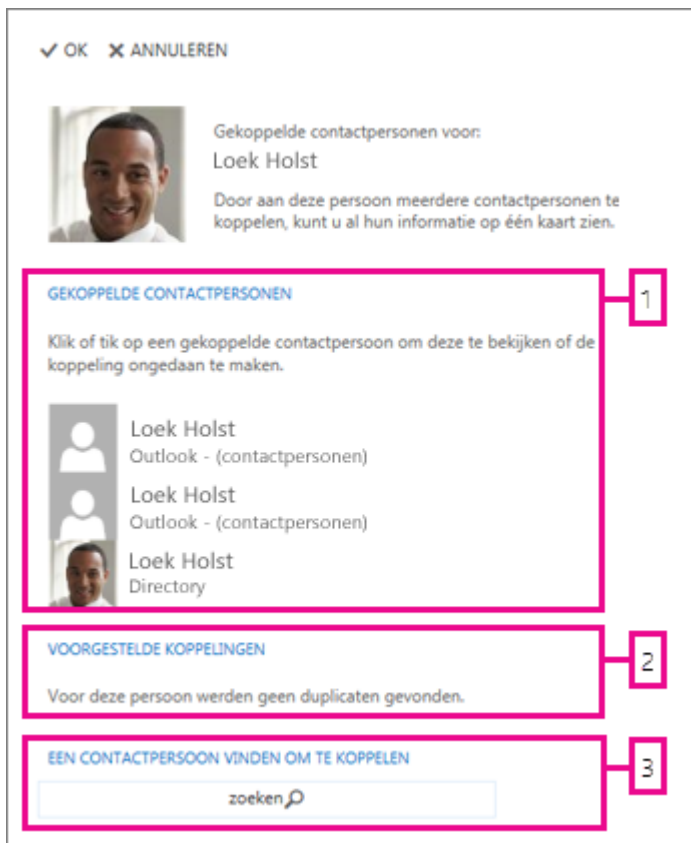 OK ANNULEREN
Gekoppelde contactpersonen voor:
Loek Holst
Door aan deze persoon meerdere contactpersonen te
koppelen, kunt u al hun informatie op één kaart zien.
GEKOPPELDE CONTACTPERSONEN
1
Klik of tik op een gekoppelde contactpersoon om deze te bekijken of de
koppeling ongedaan te maken.
Loek Holst
Outlook - (contactpersonen)
Loek Holst
Outlook - (contactpersonen)
Loek Holst
Directory
VOORGESTELDE KOPPELINGEN
2
Voor deze persoon werden geen duplicaten gevonden.
EEN CONTACTPERSOON VINDEN OM TE KOPPELEN
3
zoeken